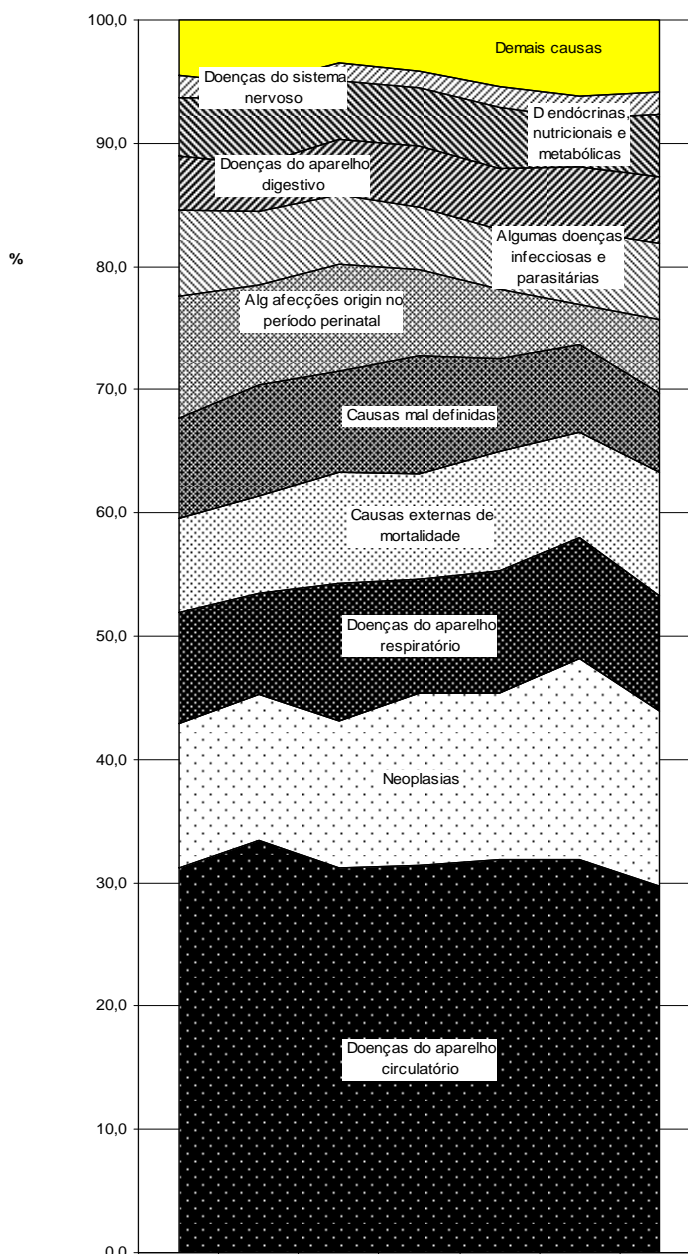 100,0
Demais causas
Doenças do sistema
nervoso
D endócrinas,
nutricionais e
metabólicas
90,0
Doenças do aparelho
digestivo
%
Algumas doenças
infecciosas e
parasitárias
80,0
Alg afecções origin no
período perinatal
70,0
Causas mal definidas
60,0
Causas externas de
mortalidade
50,0
Doenças do aparelho
respiratório
40,0
Neoplasias
30,0
20,0
Doenças do aparelho
circulatório
10,0
0,0